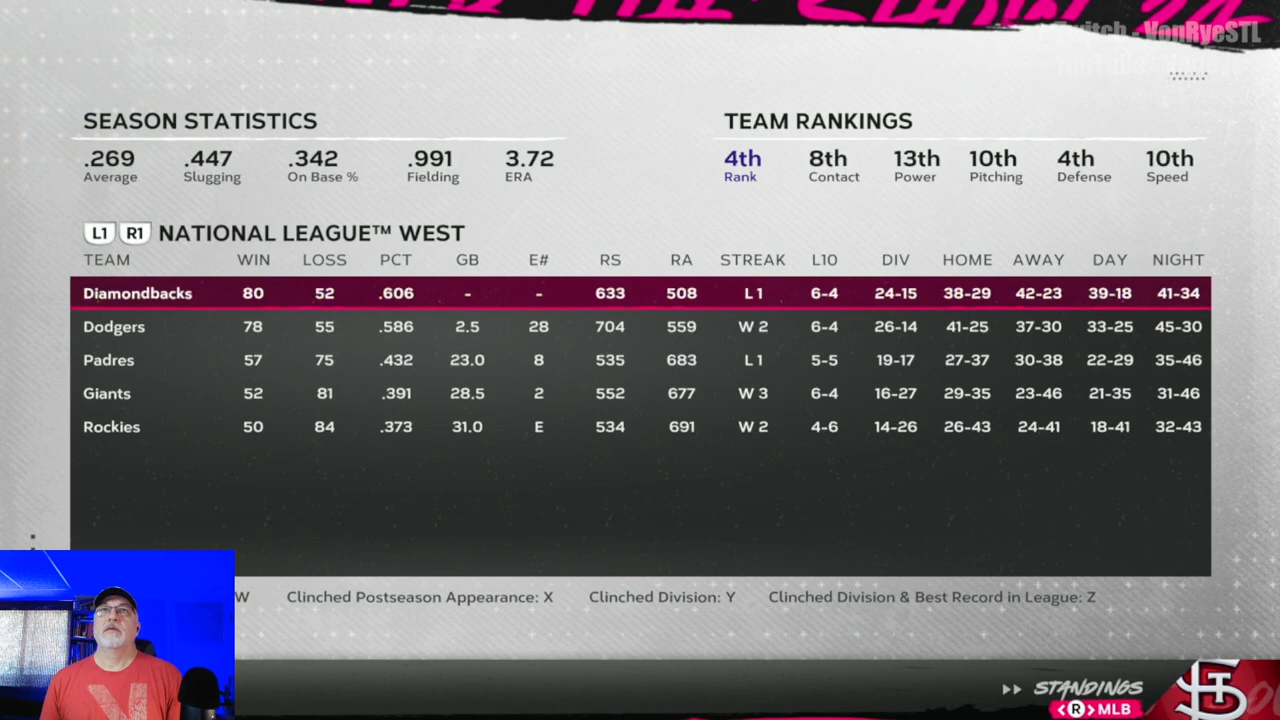 THE SHOW 24
Twitch - VonRyeSTL
SEASON STATISTICS
TEAM RANKINGS
.269 .447 .342 .991 3.72
Average Slugging On Base % Fielding ERA
4th 8th 13th 10th 4th 10th
Rank Contact Power Pitching Defense Speed
L1 R1 NATIONAL LEAGUE™ WEST
TEAM WIN LOSS PCT GB E# RS RA STREAK L10 DIV HOME AWAY DAY NIGHT
Diamondbacks 80 52 .606 - - 633 508 L 1 6-4 24-15 38-29 42-23 39-18 41-34
Dodgers 78 55 .586 2.5 28 704 559 W 2 6-4 26-14 41-25 37-30 33-25 45-30
Padres 57 75 .432 23.0 8 535 683 L 1 5-5 19-17 27-37 30-38 22-29 35-46
Giants 52 81 .391 28.5 2 552 677 W 3 6-4 16-27 29-35 23-46 21-35 31-46
Rockies 50 84 .373 31.0 E 534 691 W 2 4-6 14-26 26-43 24-41 18-41 32-43
W Clinched Postseason Appearance: X Clinched Division: Y Clinched Division & Best Record in League: Z
STANDINGS
<R> MLB
STL